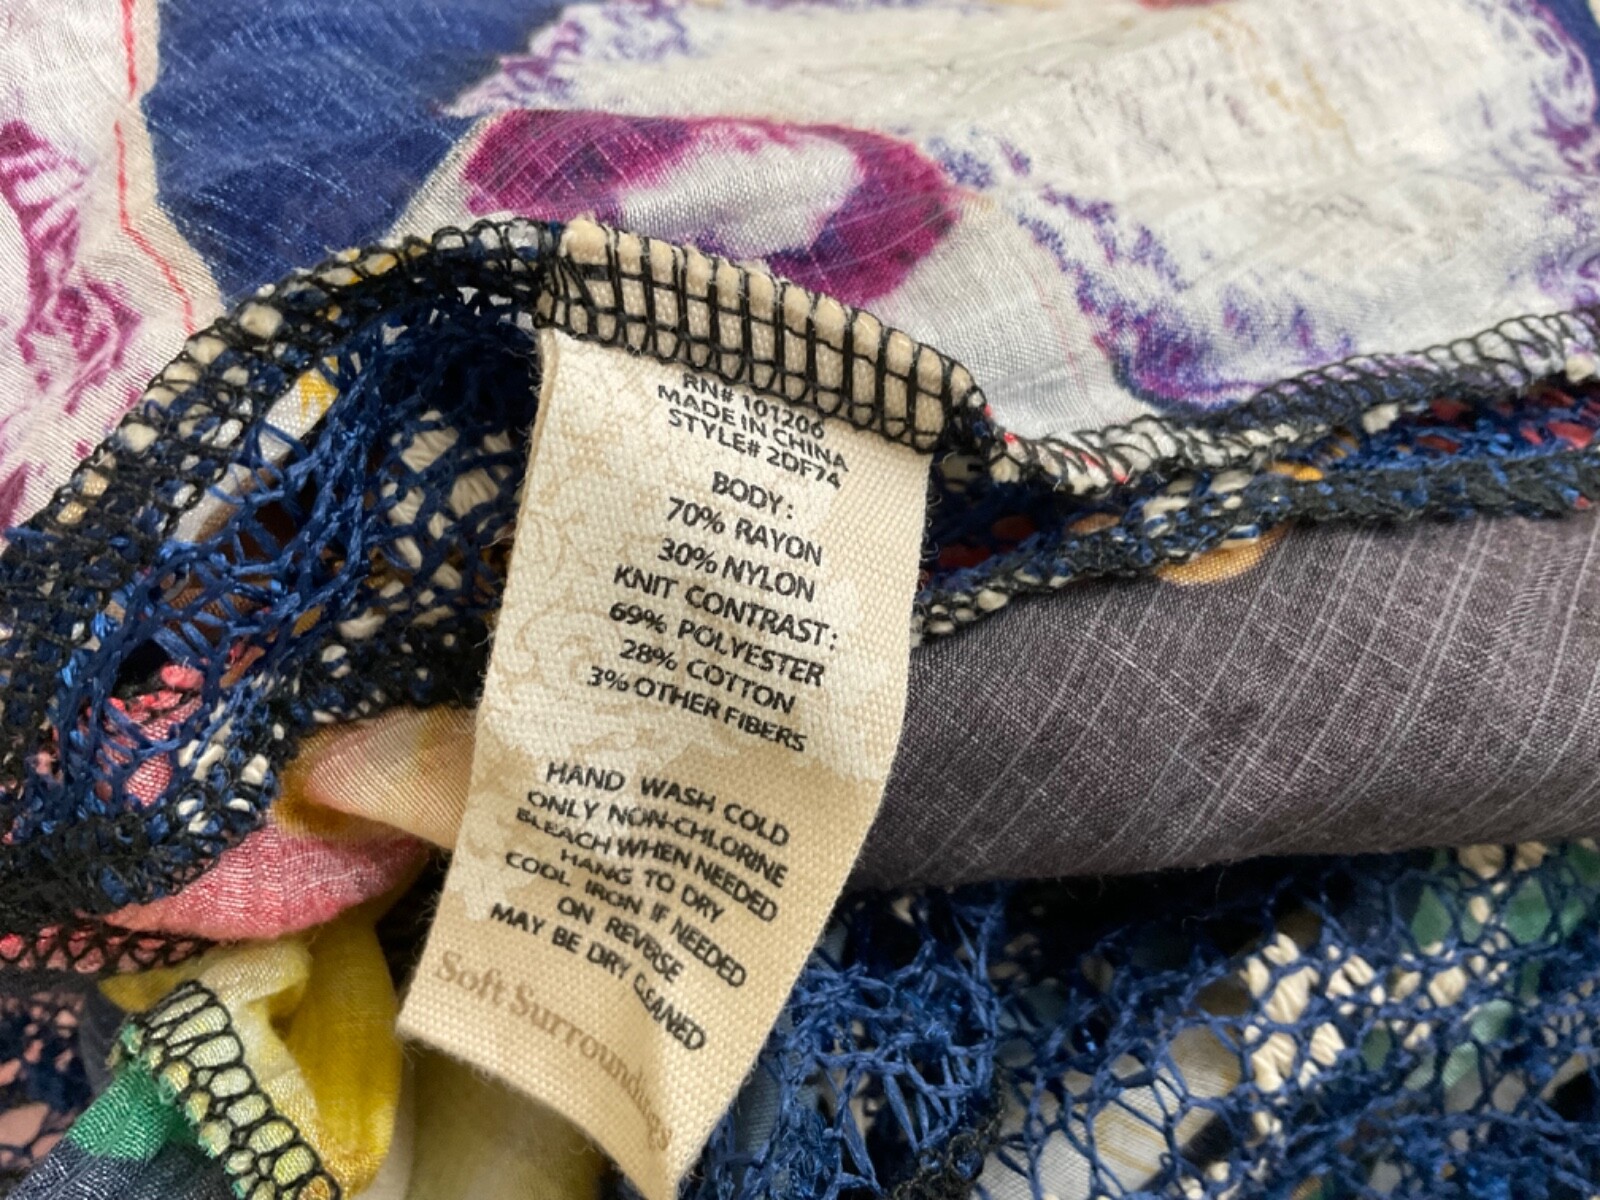 RN# 101206
MADE IN CHINA
STYLE# 2DF74
BODY:
70% RAYON
30% NYLON
KNIT CONTRAST:
69% POLYESTER
28% COTTON
3% OTHER FIBERS
HAND WASH COLD
ONLY NON-CHLORINE
BLEACH WHEN NEEDED
HANG TO DRY
COOL IRON IF NEEDED
ON REVERSE
MAY BE DRY CLEANED
Soft Surroundings